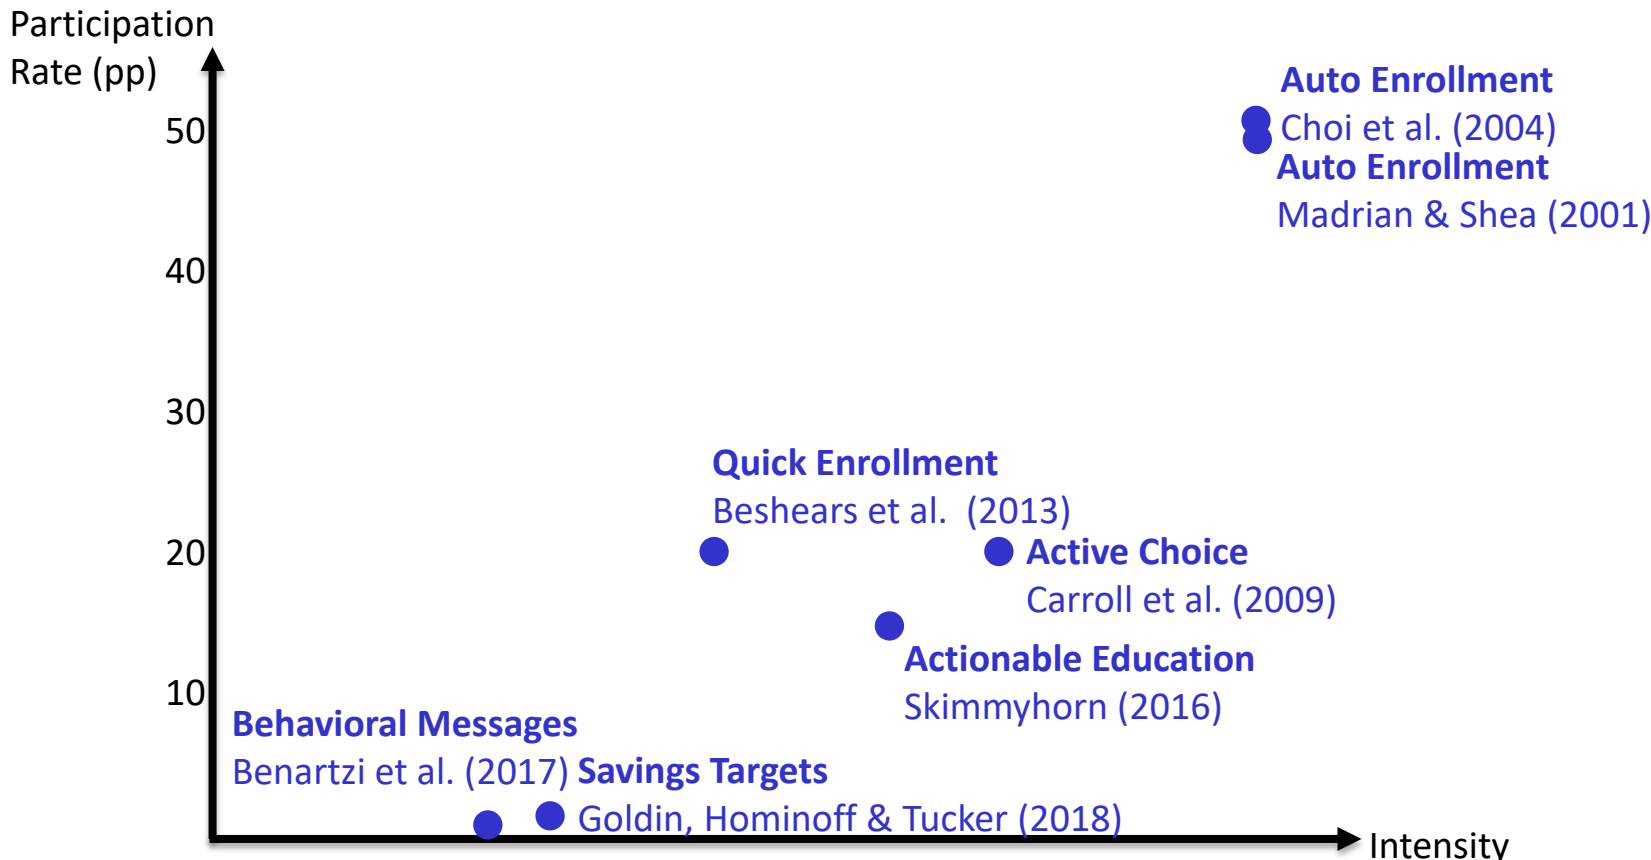 Participation
Rate (pp)
Auto Enrollment
50
Choi et al. (2004)
Auto Enrollment
Madrian & Shea (2001)
40
30
Quick Enrollment
Beshears et al. (2013)
20
Active Choice
Carroll et al. (2009)
Actionable Education
Skimmyhorn (2016)
10
Behavioral Messages
Benartzi et al. (2017)
Savings Targets
Goldin, Hominoff & Tucker (2018)
Intensity